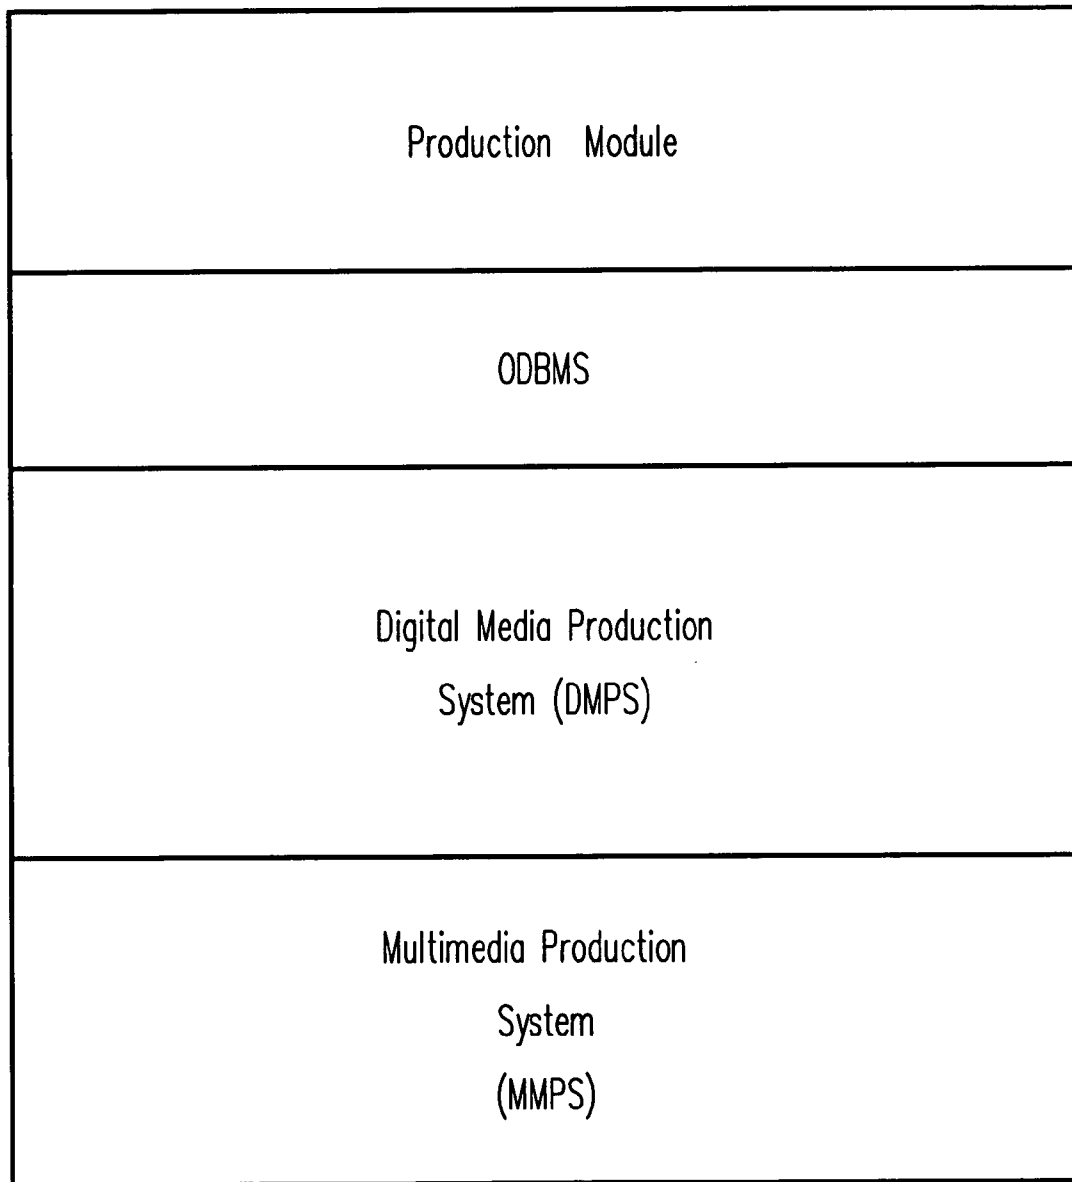 Production Module
ODBMS
Digital Media Production
System (DMPS)
Multimedia Production
System
(MMPS)